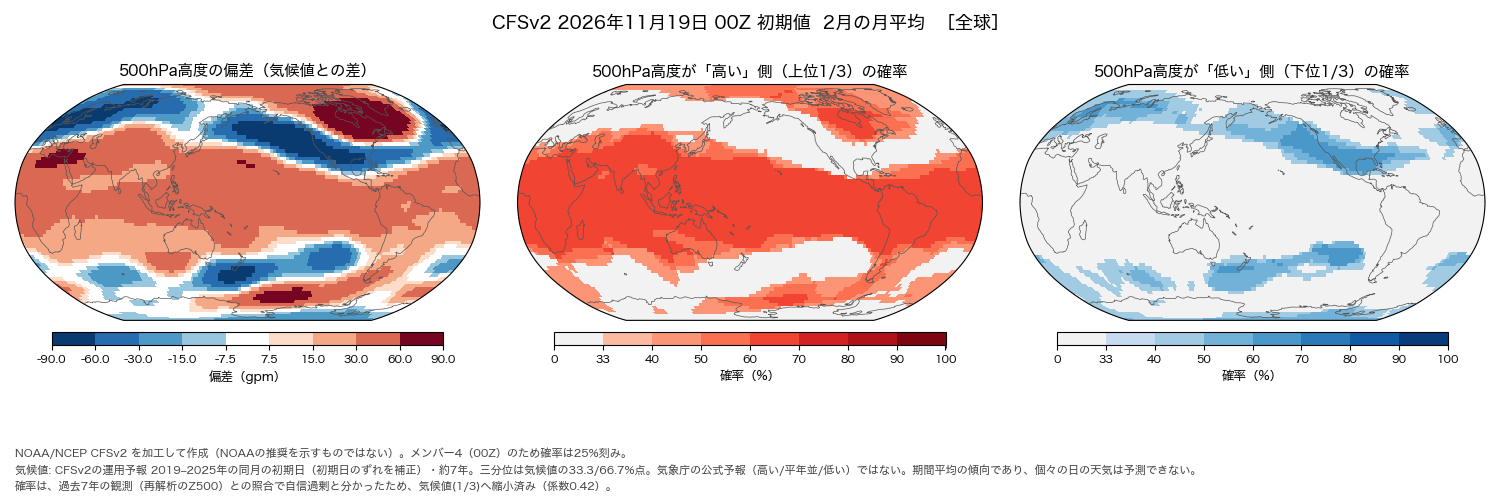 CFSv2 2026年11月19日 00Z 初期値 2月の月平均 ［全球］
500hPa高度の偏差（気候値との差）
500hPa高度が「高い」側（上位1/3）の確率
500hPa高度が「低い」側（下位1/3）の確率
-90.0 -60.0 -30.0 -15.0 -7.5 7.5 15.0 30.0 60.0 90.0
偏差（gpm）
0 33 40 50 60 70 80 90 100
確率（%）
0 33 40 50 60 70 80 90 100
確率（%）
NOAA/NCEP CFSv2 を加工して作成（NOAAの推奨を示すものではない）。メンバー4（00Z）のため確率は25%刻み。
気候値: CFSv2の運用予報 2019–2025年の同月の初期日（初期日のずれを補正）・約7年。三分位は気候値の33.3/66.7%点。気象庁の公式予報（高い/平年並/低い）ではない。期間平均の傾向であり、個々の日の天気は予測できない。
確率は、過去7年の観測（再解析のZ500）との照合で自信過剰と分かったため、気候値(1/3)へ縮小済み（係数0.42）。